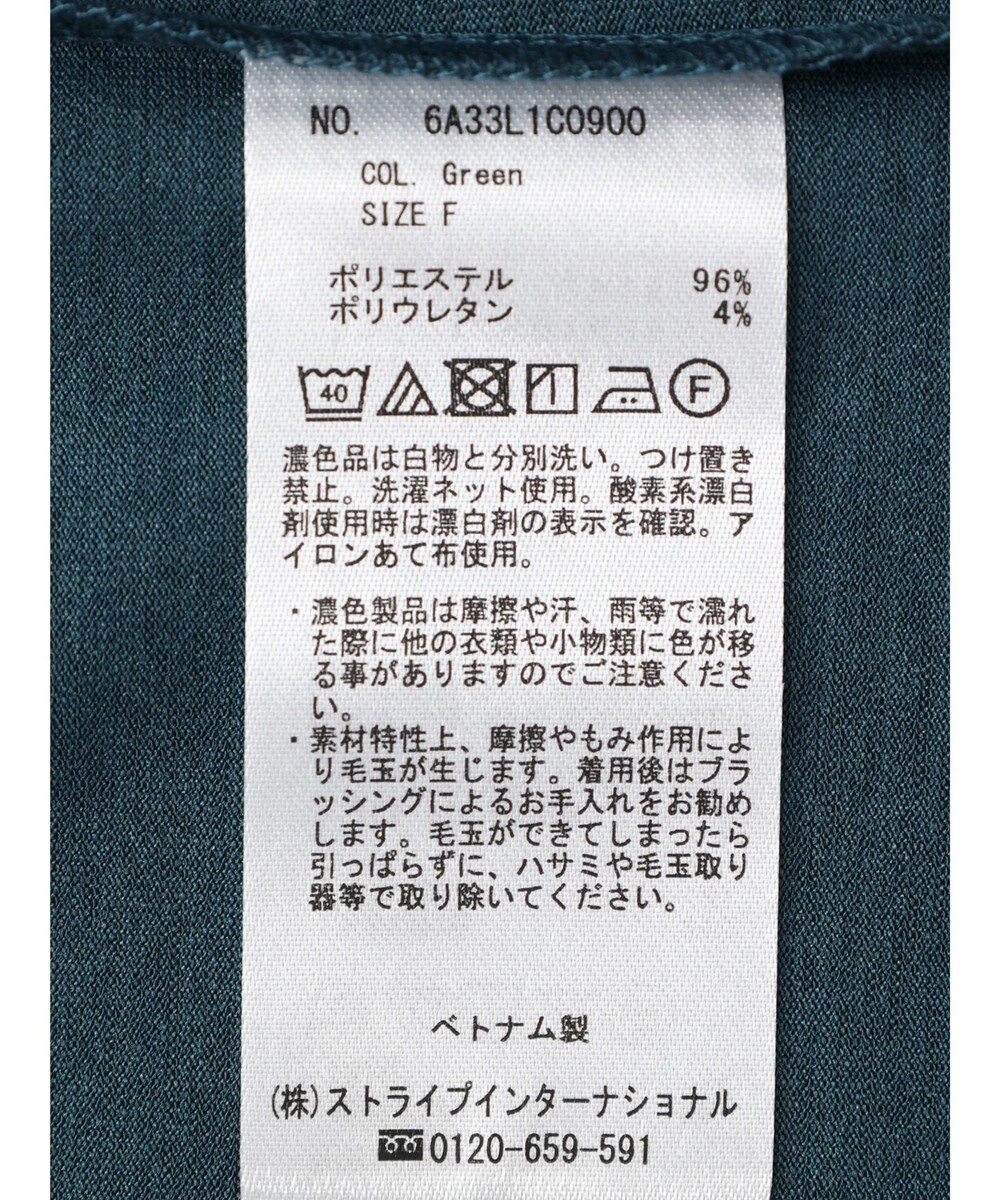 NO. 6A33L1C0900
COL. Green
SIZE F
ポリエステル 96%
ポリウレタン 4%
40 F
濃色品は白物と分別洗い。つけ置き
禁止。洗濯ネット使用。酸素系漂白
剤使用時は漂白剤の表示を確認。ア
イロンあて布使用。
・濃色製品は摩擦や汗、雨等で濡れ
た際に他の衣類や小物類に色が移
る事がありますのでご注意くださ
い。
・素材特性上、摩擦やもみ作用によ
り毛玉が生じます。着用後はブラ
ッシングによるお手入れをお勧め
します。毛玉ができてしまったら
引っぱらずに、ハサミや毛玉取り
器等で取り除いてください。
ベトナム製
(株)ストライプインターナショナル
0120-659-591